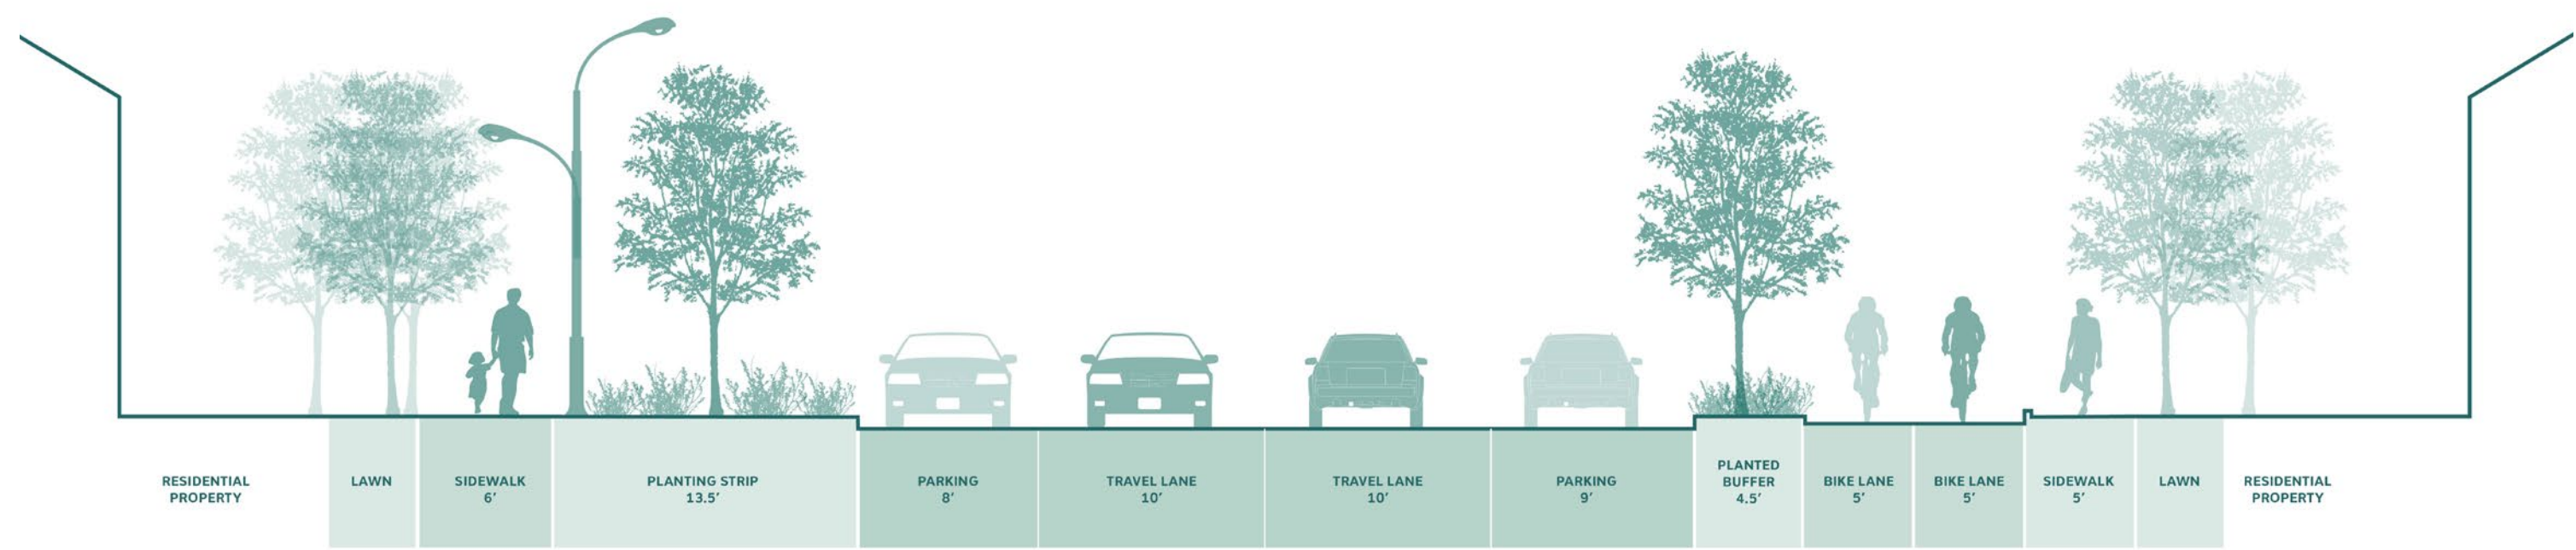 RESIDENTIAL
PROPERTY
LAWN
SIDEWALK
6′
PLANTING STRIP
13.5′
PARKING
8′
TRAVEL LANE
10′
TRAVEL LANE
10′
PARKING
9′
PLANTED
BUFFER
4.5′
BIKE LANE
5′
BIKE LANE
5′
SIDEWALK
5′
LAWN
RESIDENTIAL
PROPERTY